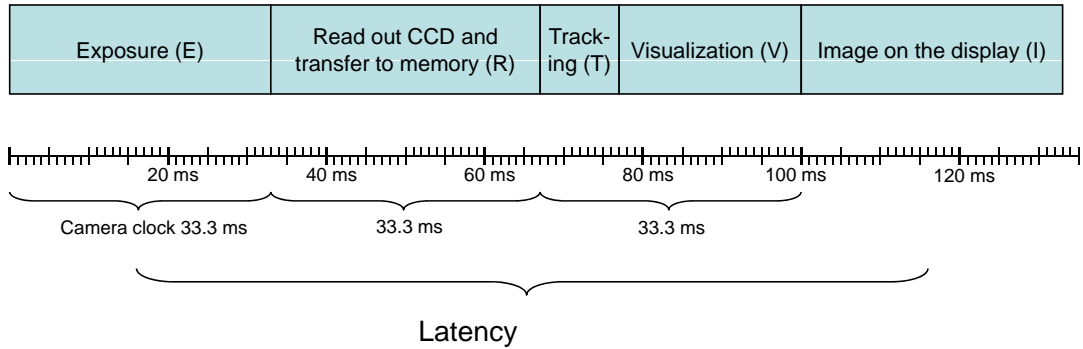 Exposure (E)
Read out CCD and
transfer to memory (R)
Track-
ing (T)
Visualization (V)
Image on the display (I)
20 ms
40 ms
60 ms
80 ms
100 ms
120 ms
Camera clock 33.3 ms
33.3 ms
33.3 ms
Latency